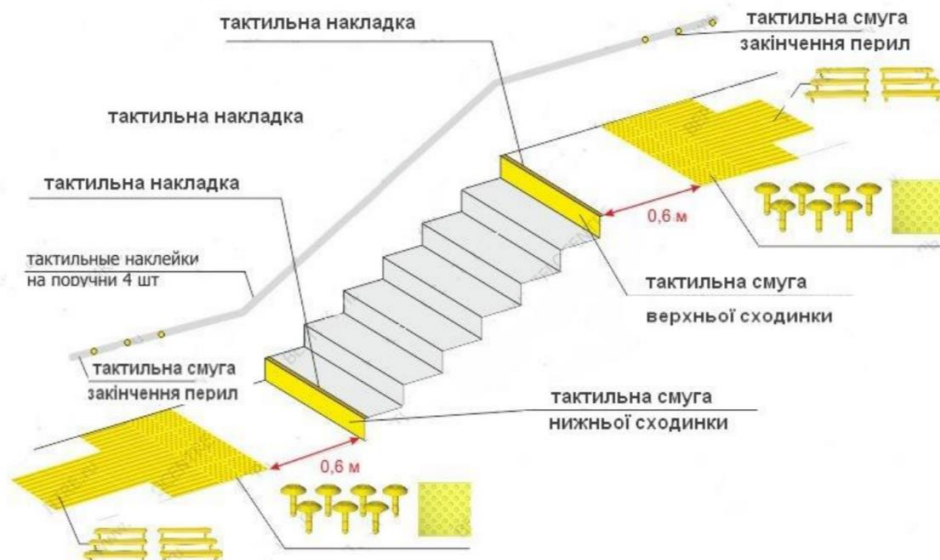 тактильна накладка
тактильна смуга
закінчення перил
тактильна накладка
тактильна накладка
0,6 м
тактильные наклейки
на поручни 4 шт
тактильна смуга
верхньої сходинки
тактильна смуга
закінчення перил
тактильна смуга
нижньої сходинки
0,6 м